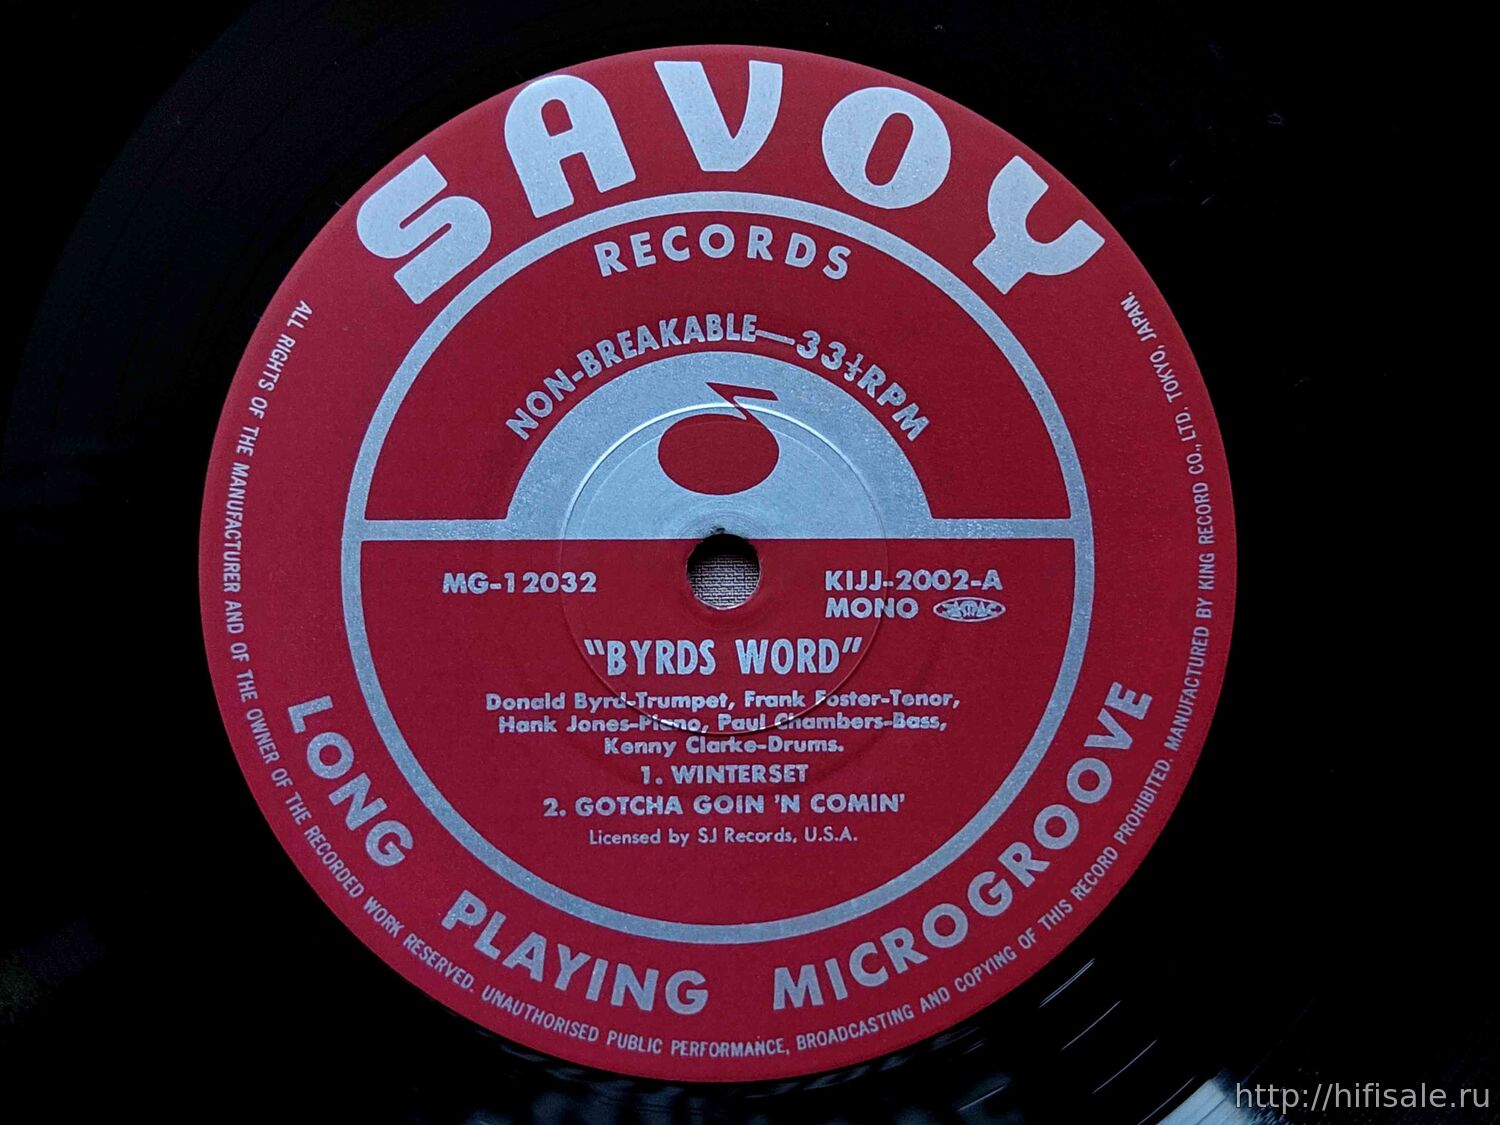 SAVOY
RECORDS
NON-BREAKABLE—33⅓RPM
MG-12032
KIJJ-2002-A
MONO
"BYRDS WORD"
Donald Byrd-Trumpet, Frank Foster-Tenor,
Hank Jones-Piano, Paul Chambers-Bass,
Kenny Clarke-Drums.
1. WINTERSET
2. GOTCHA GOIN 'N COMIN'
Licensed by SJ Records, U.S.A.
LONG PLAYING MICROGROOVE
ALL RIGHTS OF THE MANUFACTURER AND OF THE OWNER OF THE RECORDED WORK RESERVED. UNAUTHORISED PUBLIC PERFORMANCE, BROADCASTING AND COPYING OF THIS RECORD PROHIBITED. MANUFACTURED BY KING RECORD CO., LTD. TOKYO, JAPAN.
http://hifisale.ru